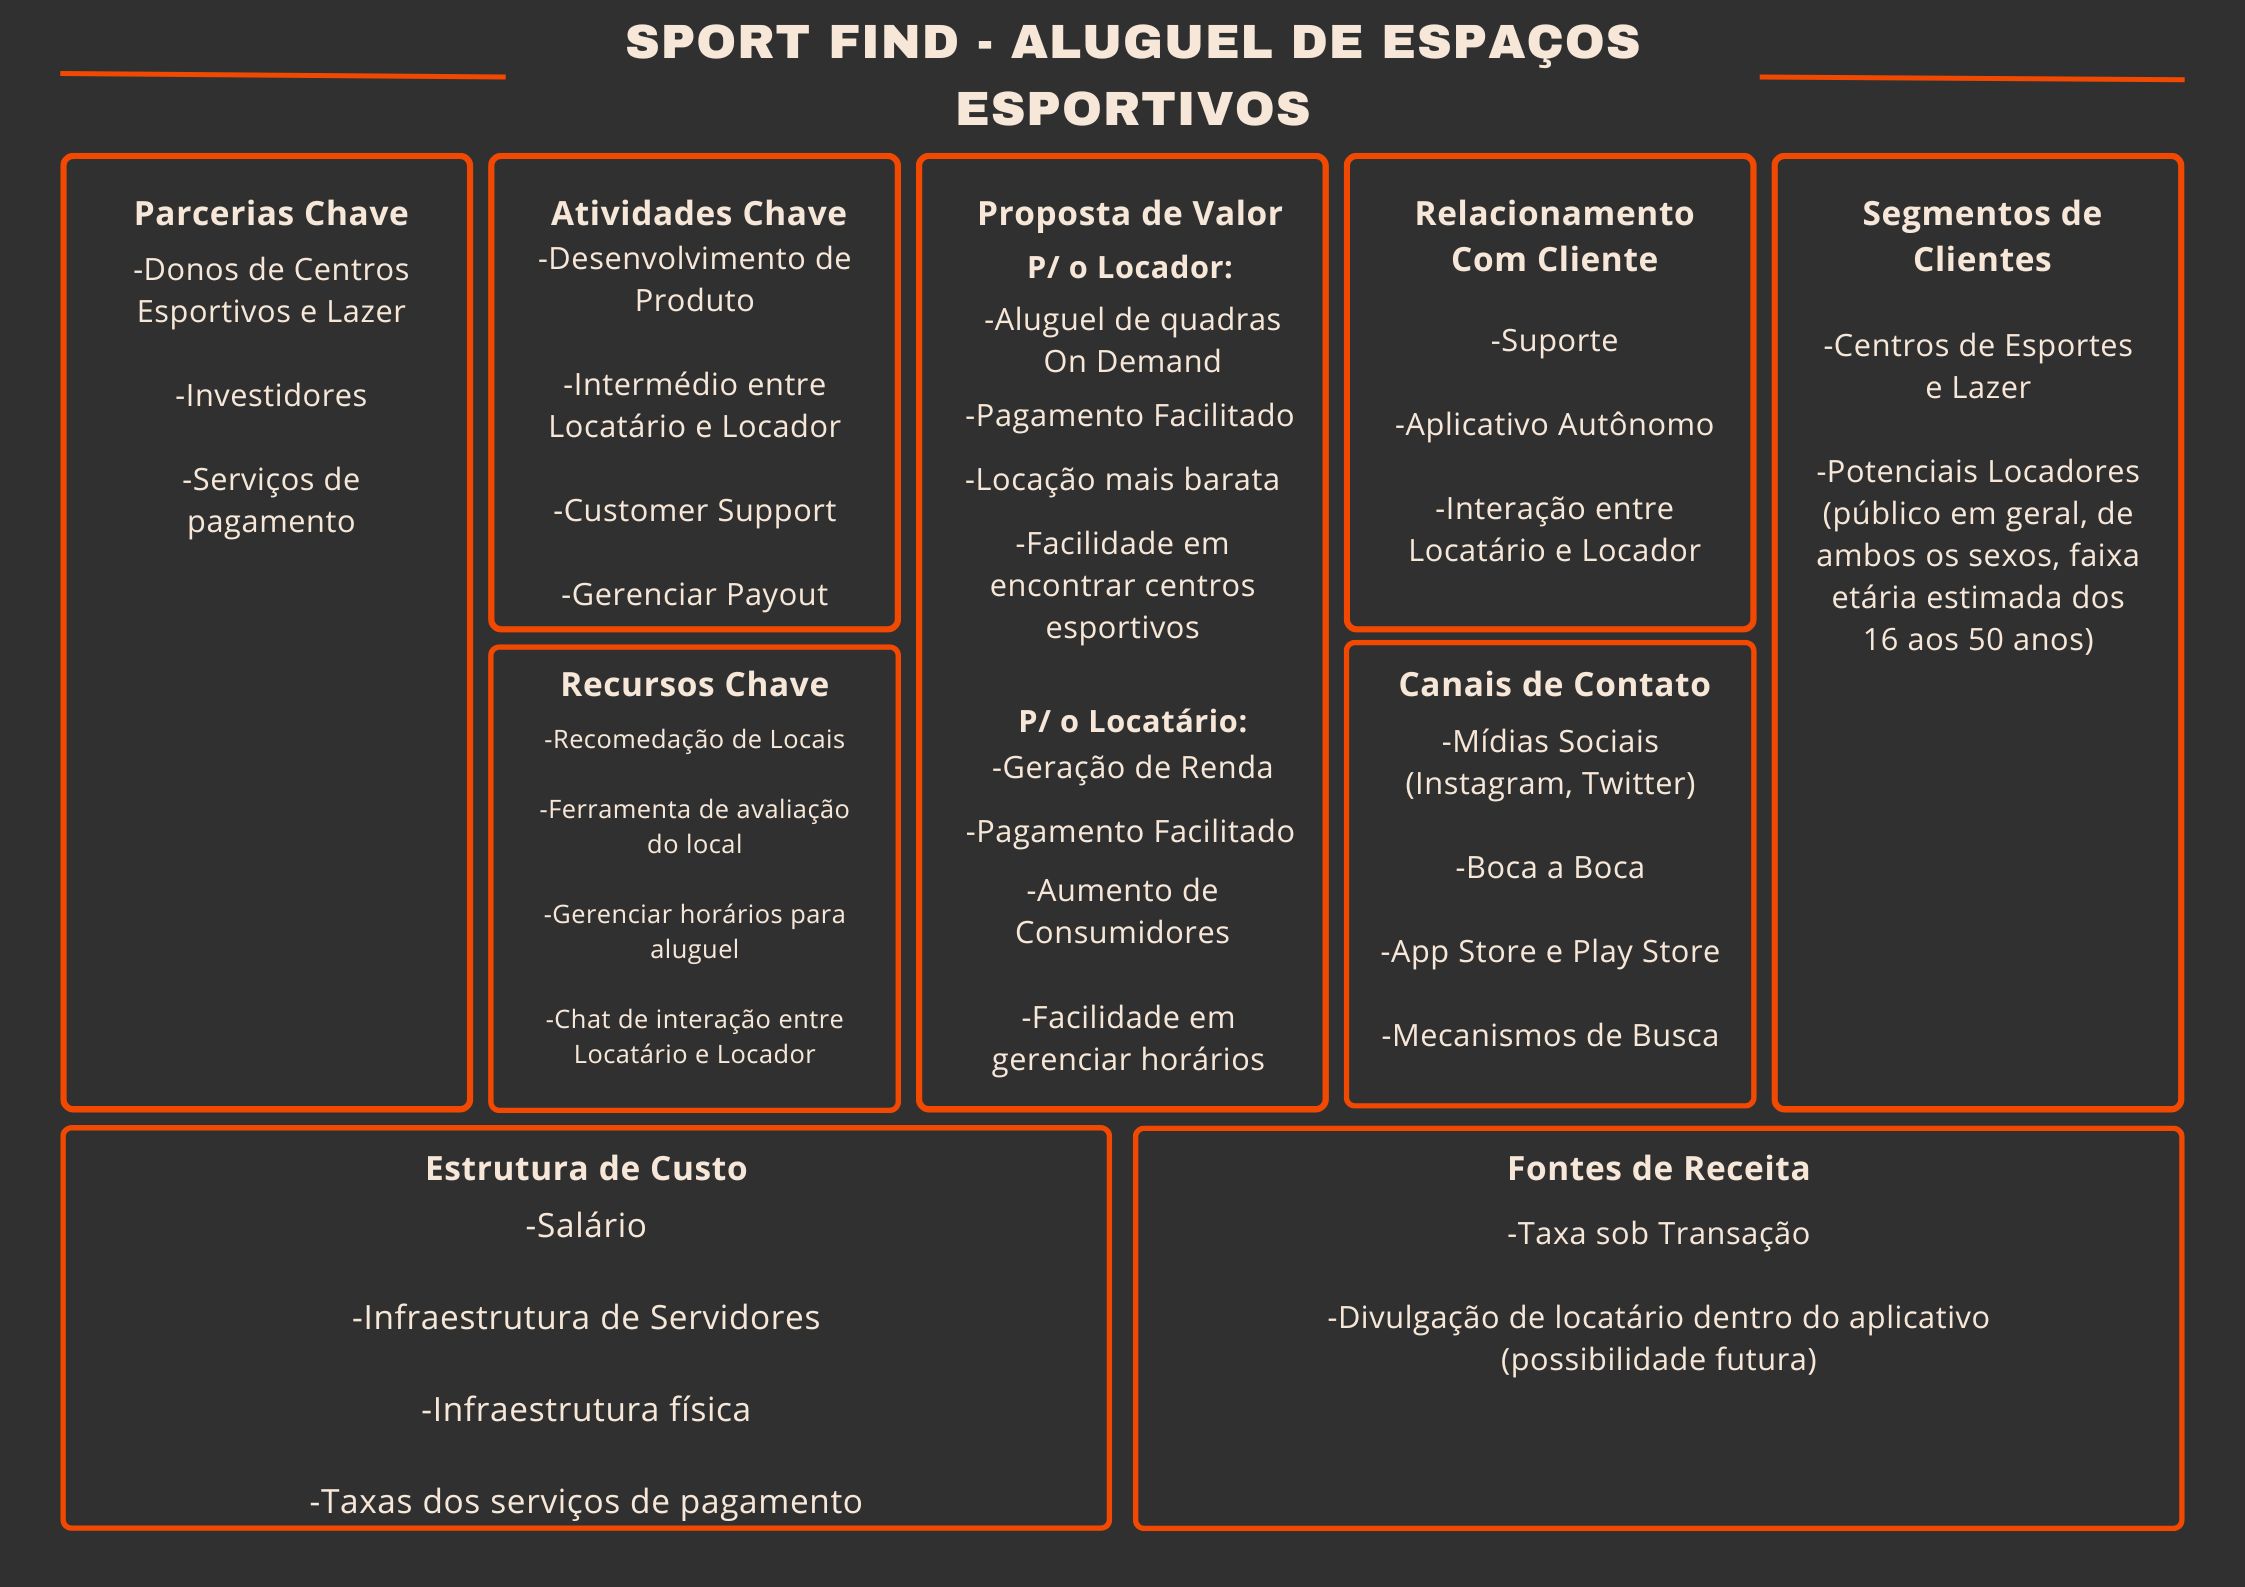 SPORT FIND - ALUGUEL DE ESPAÇOS
ESPORTIVOS
Parcerias Chave
-Donos de Centros
Esportivos e Lazer
-Investidores
-Serviços de
pagamento
Atividades Chave
-Desenvolvimento de
Produto
-Intermédio entre
Locatário e Locador
-Customer Support
-Gerenciar Payout
Recursos Chave
-Recomedação de Locais
-Ferramenta de avaliação
do local
-Gerenciar horários para
aluguel
-Chat de interação entre
Locatário e Locador
Proposta de Valor
P/ o Locador:
-Aluguel de quadras
On Demand
-Pagamento Facilitado
-Locação mais barata
-Facilidade em
encontrar centros
esportivos
P/ o Locatário:
-Geração de Renda
-Pagamento Facilitado
-Aumento de
Consumidores
-Facilidade em
gerenciar horários
Relacionamento
Com Cliente
-Suporte
-Aplicativo Autônomo
-Interação entre
Locatário e Locador
Canais de Contato
-Mídias Sociais
(Instagram, Twitter)
-Boca a Boca
-App Store e Play Store
-Mecanismos de Busca
Segmentos de
Clientes
-Centros de Esportes
e Lazer
-Potenciais Locadores
(público em geral, de
ambos os sexos, faixa
etária estimada dos
16 aos 50 anos)
Estrutura de Custo
-Salário
-Infraestrutura de Servidores
-Infraestrutura física
-Taxas dos serviços de pagamento
Fontes de Receita
-Taxa sob Transação
-Divulgação de locatário dentro do aplicativo
(possibilidade futura)